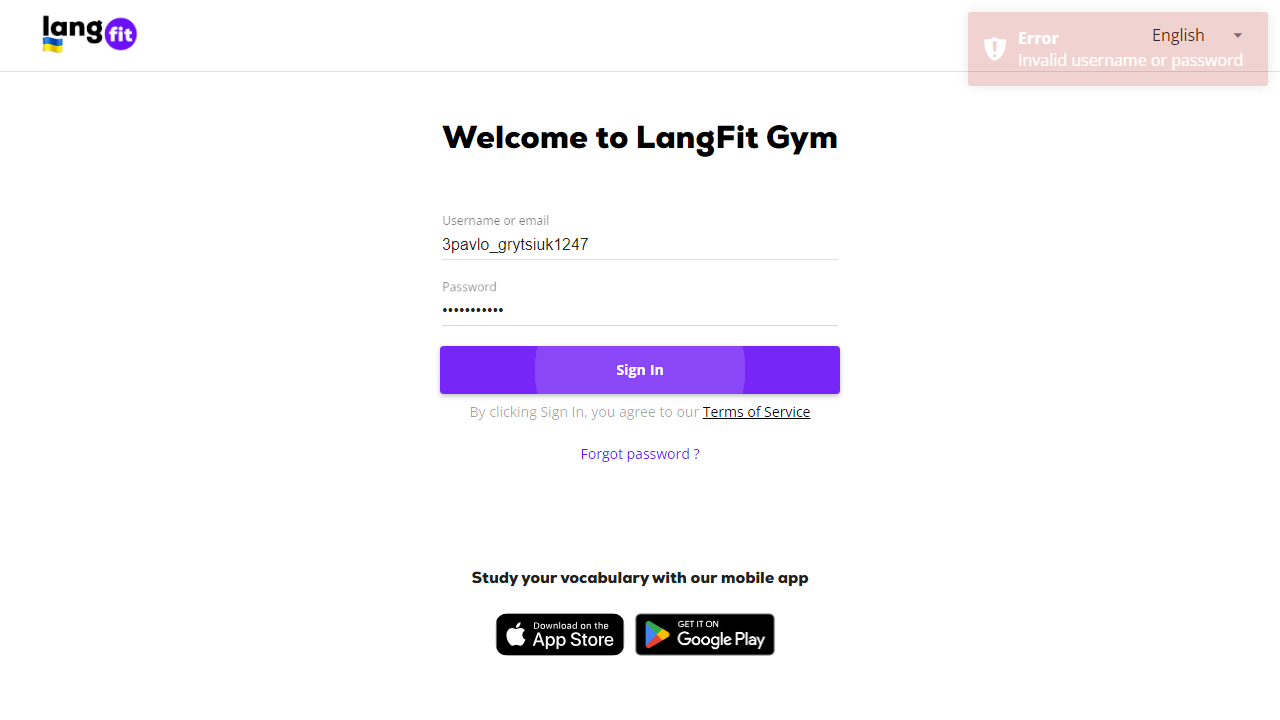 lang fit
English
Error
Invalid username or password
Welcome to LangFit Gym
Username or email
3pavlo_grytsiuk1247
Password
•••••••••••
Sign In
By clicking Sign In, you agree to our Terms of Service
Forgot password ?
Study your vocabulary with our mobile app
Download on the
App Store
GET IT ON
Google Play